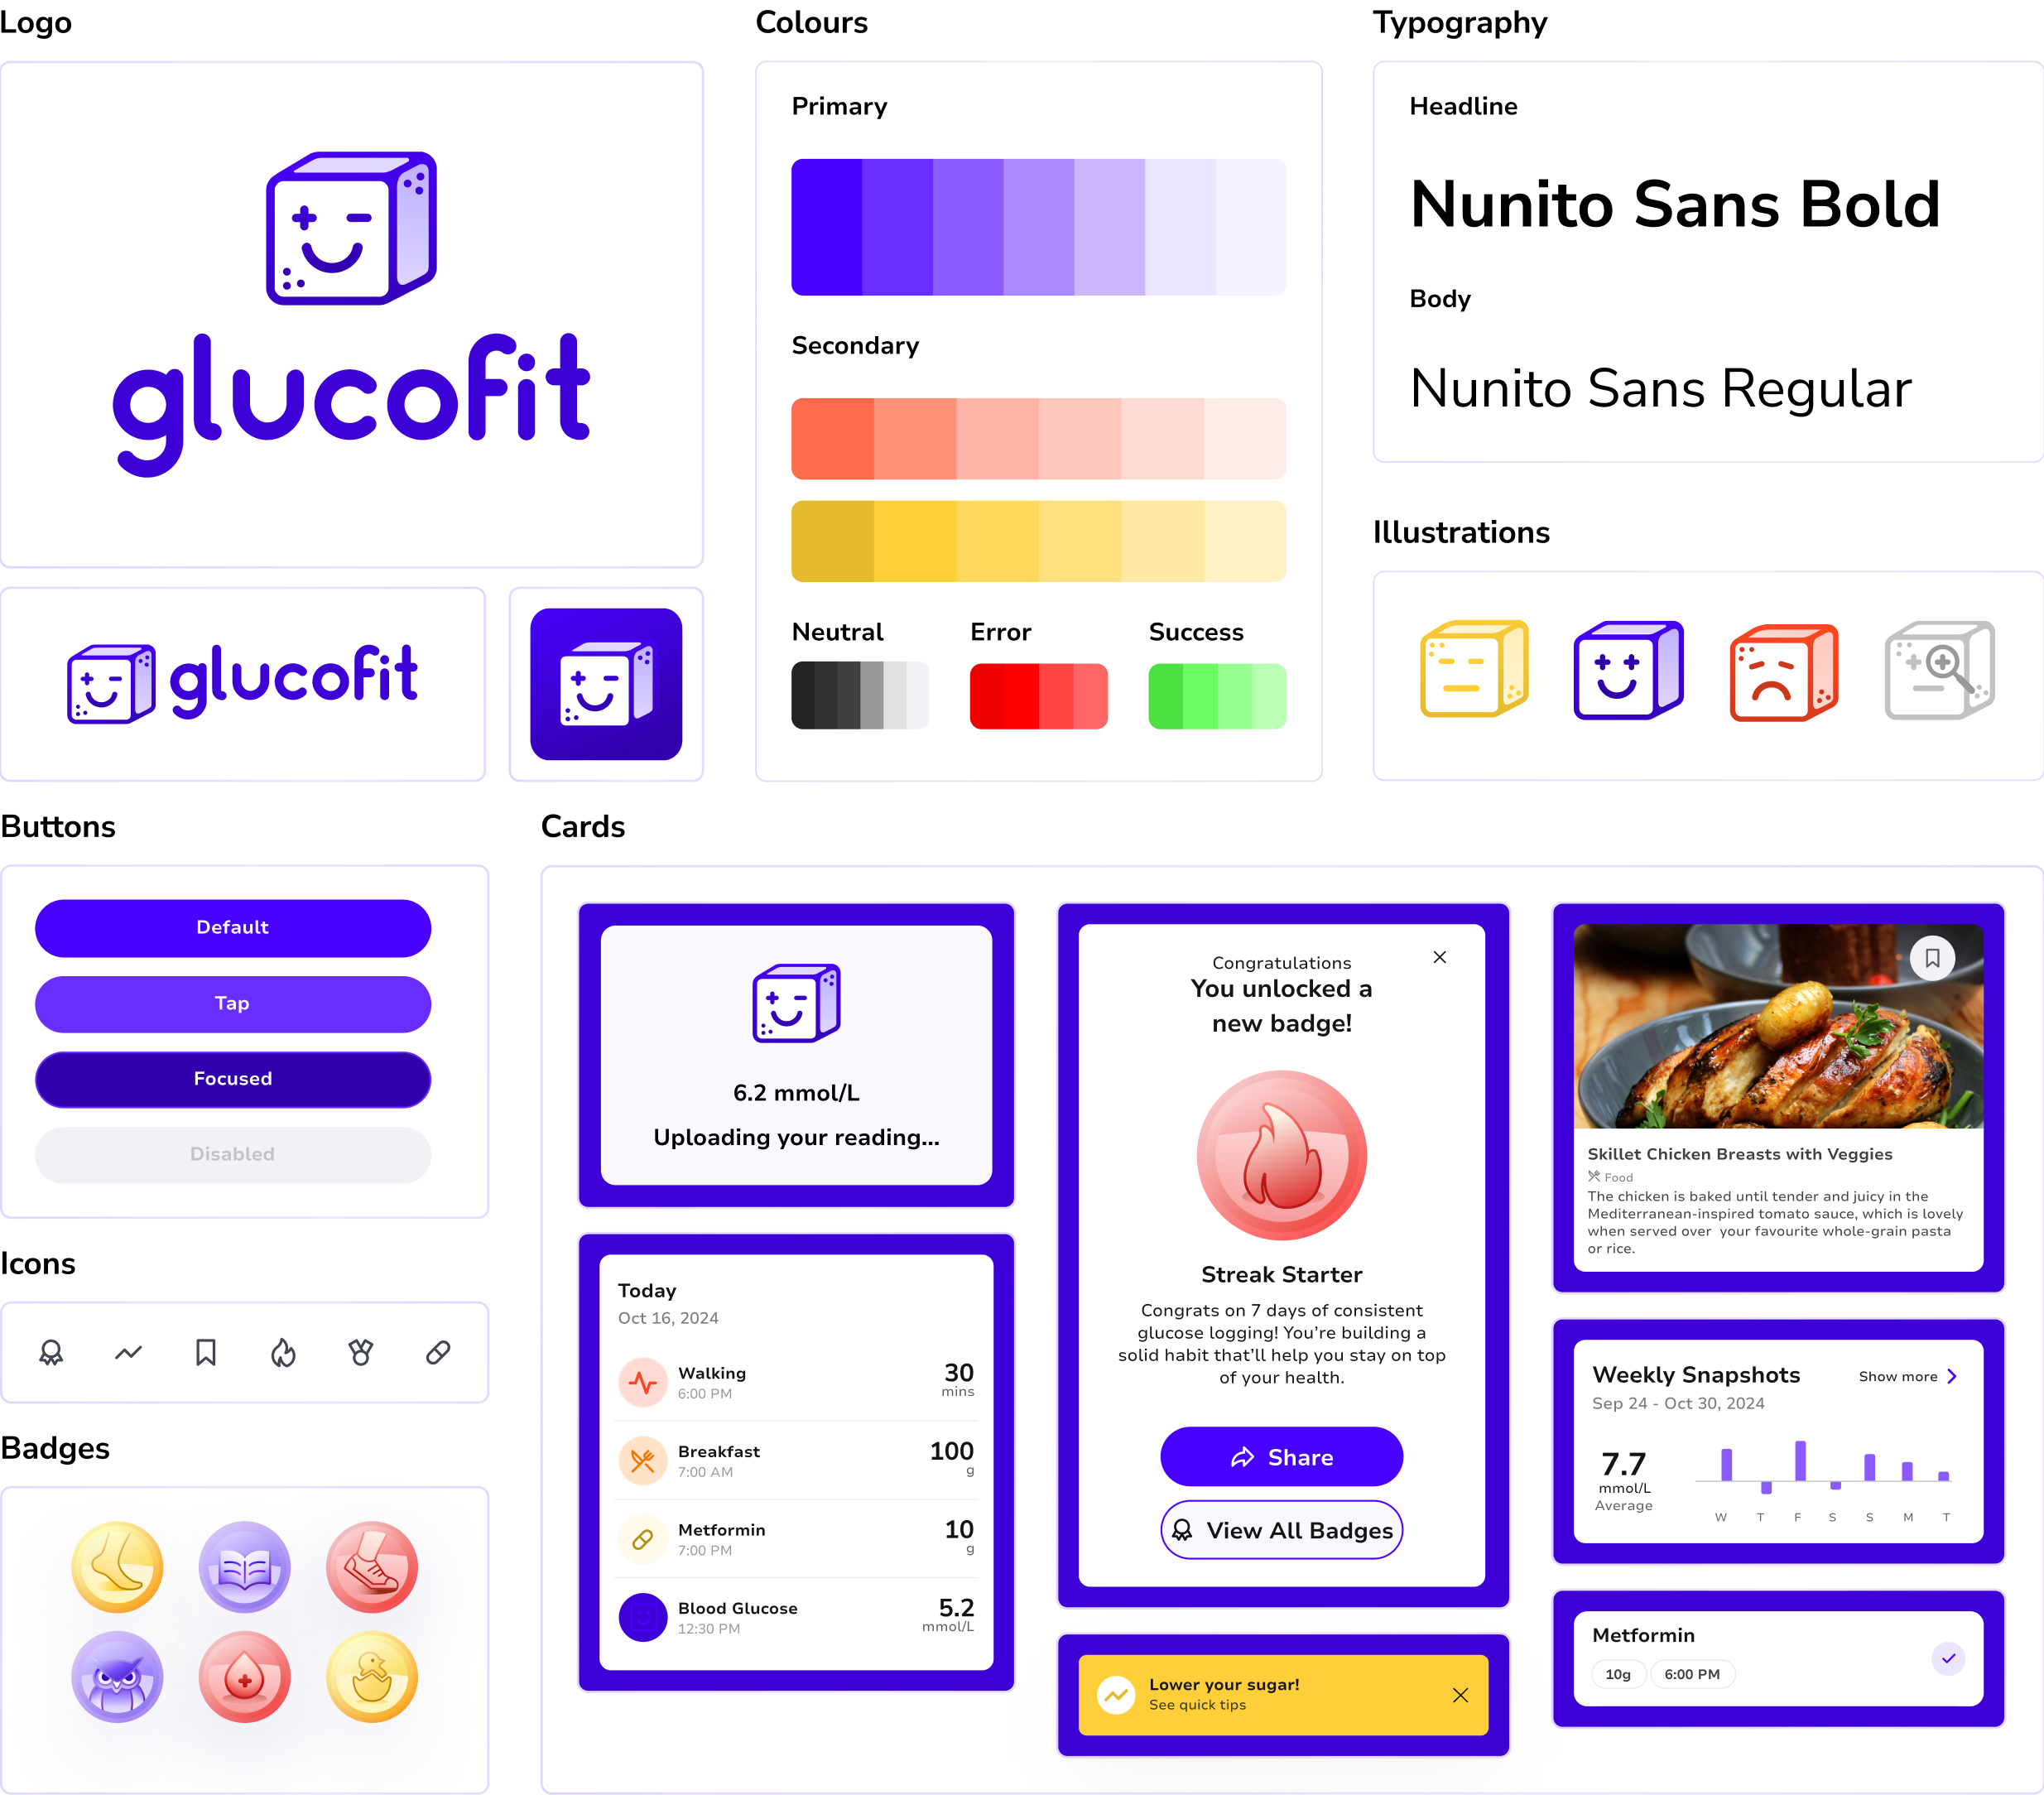 Logo
glucofit
glucofit
Colours
Primary
Secondary
Neutral
Error
Success
Typography
Headline
Nunito Sans Bold
Body
Nunito Sans Regular
Illustrations
Buttons
Default
Tap
Focused
Disabled
Icons
Badges
Cards
6.2 mmol/L
Uploading your reading...
Today
Oct 16, 2024
Walking
6:00 PM
30
mins
Breakfast
7:00 AM
100
g
Metformin
7:00 PM
10
g
Blood Glucose
12:30 PM
5.2
mmol/L
Congratulations
You unlocked a
new badge!
Streak Starter
Congrats on 7 days of consistent
glucose logging! You’re building a
solid habit that’ll help you stay on top
of your health.
Share
View All Badges
Lower your sugar!
See quick tips
Skillet Chicken Breasts with Veggies
Food
The chicken is baked until tender and juicy in the
Mediterranean-inspired tomato sauce, which is lovely
when served over your favourite whole-grain pasta
or rice.
Weekly Snapshots
Show more
Sep 24 - Oct 30, 2024
7.7
mmol/L
Average
W T F S S M T
Metformin
10g
6:00 PM